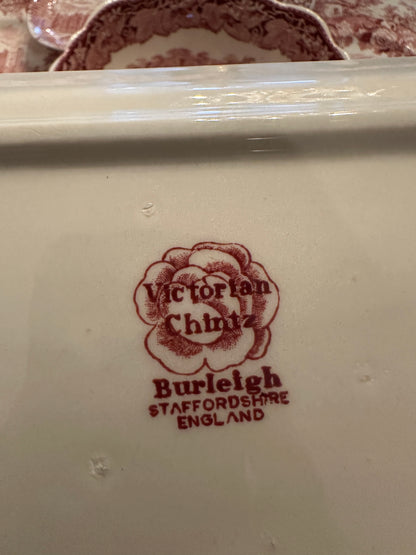 Victorian
Chintz
Burleigh
STAFFORDSHIRE
ENGLAND